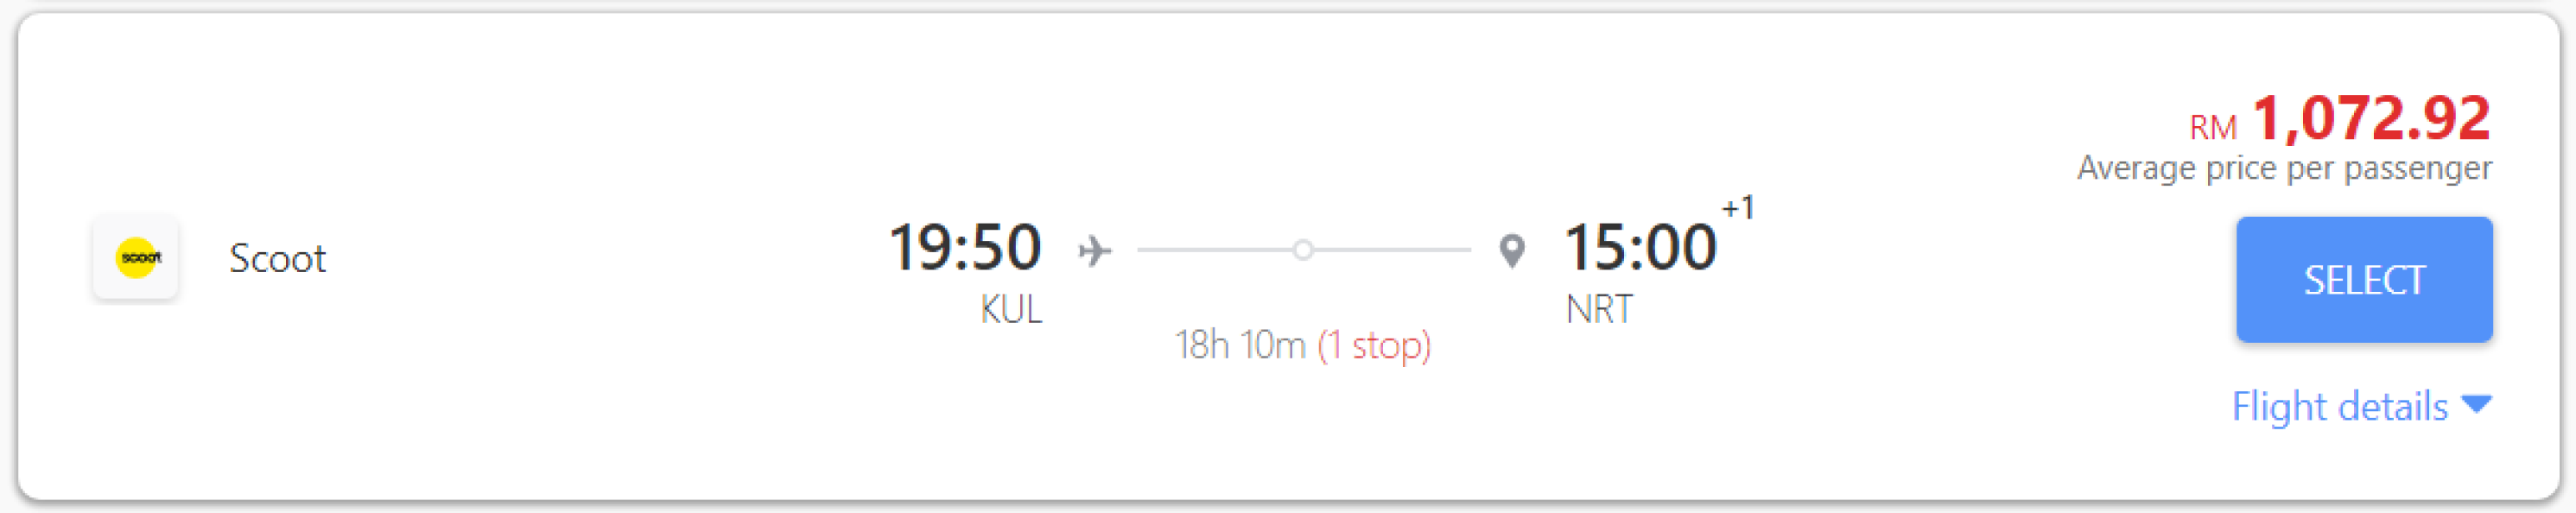 RM 1,072.92
Average price per passenger
scoot
Scoot
19:50
KUL
18h 10m (1 stop)
15:00 +1
NRT
SELECT
Flight details